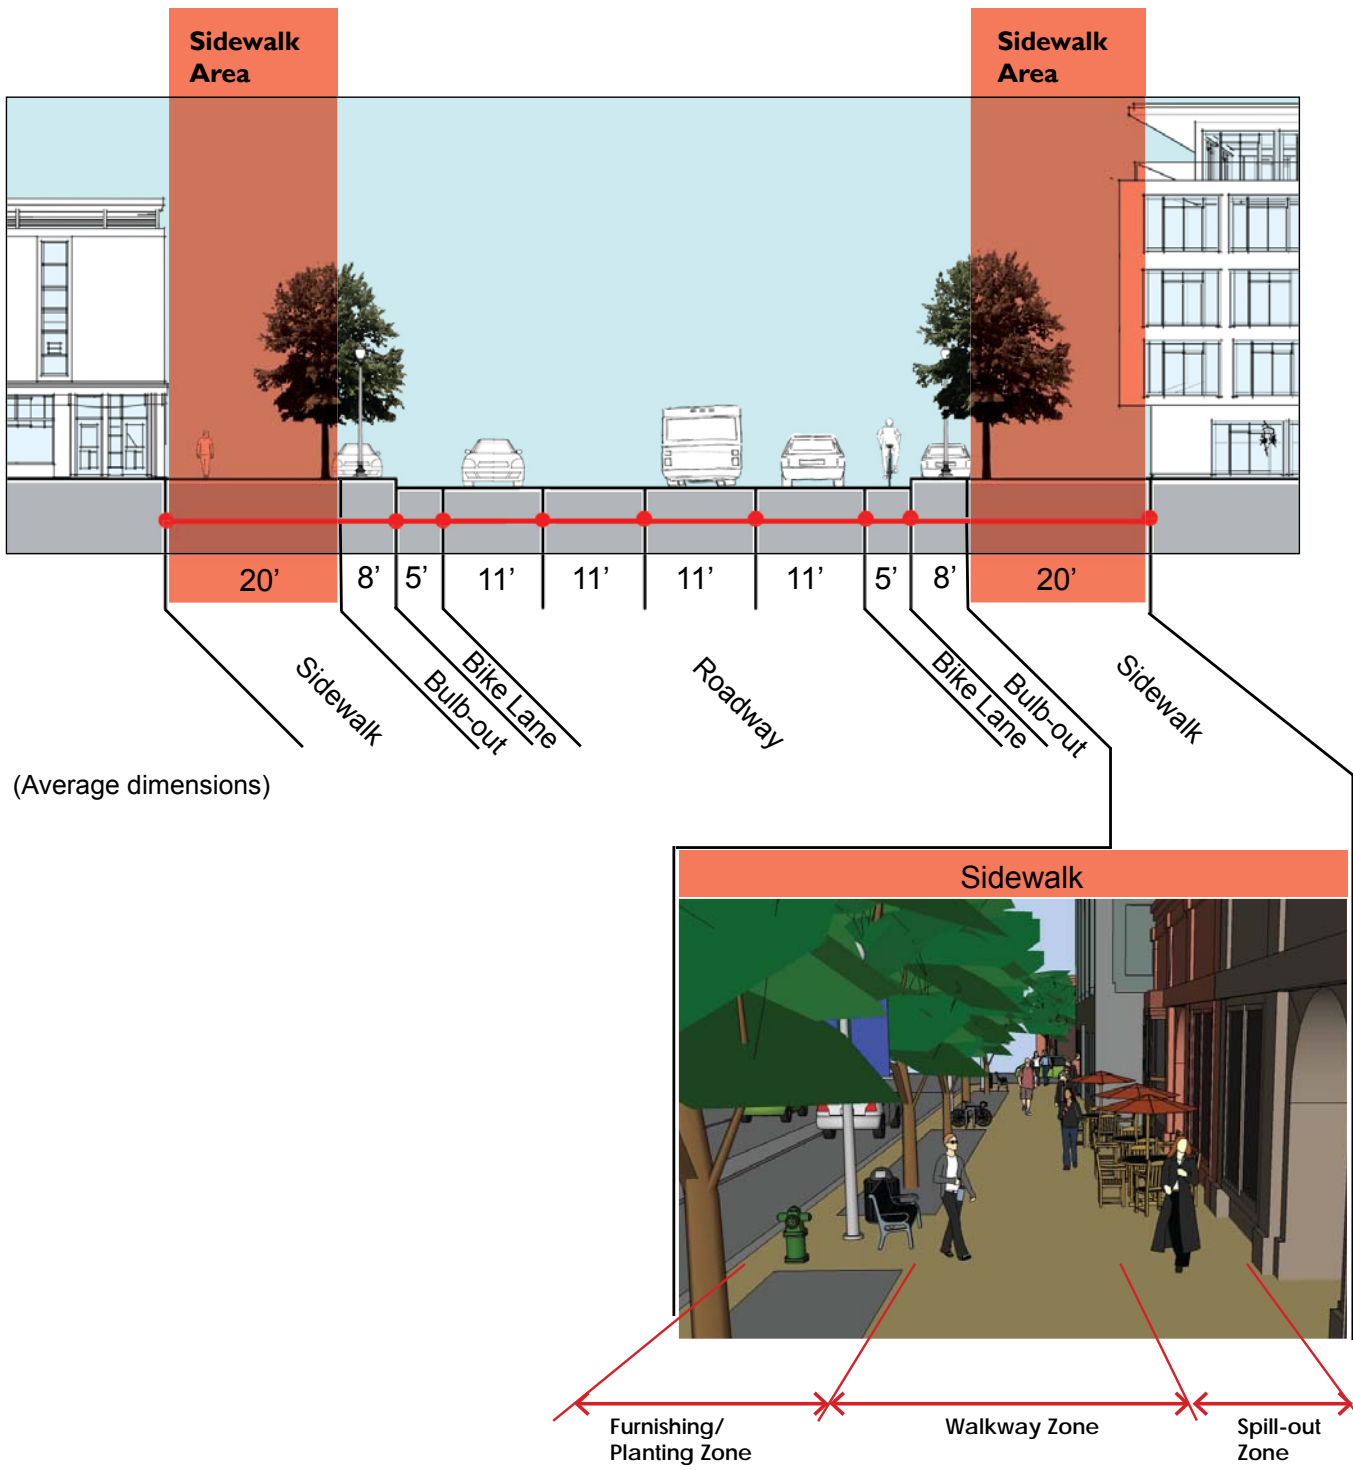 Sidewalk
Area
Sidewalk
Area
20’
8’
5’
11’
11’
11’
11’
5’
8’
20’
Sidewalk
Bulb-out
Bike Lane
Roadway
Bike Lane
Bulb-out
Sidewalk
(Average dimensions)
Sidewalk
Furnishing/
Planting Zone
Walkway Zone
Spill-out
Zone